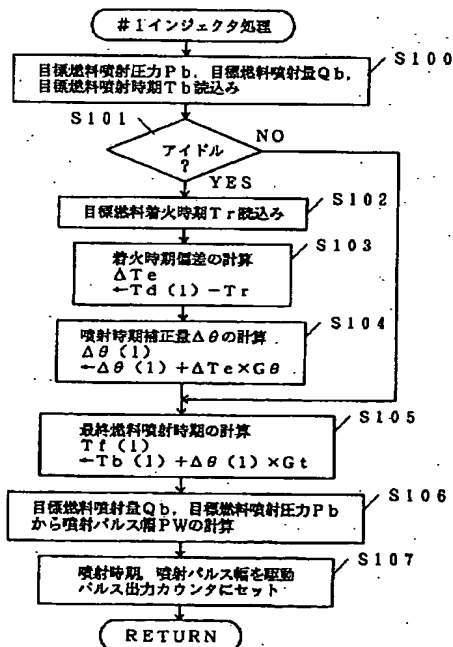 #1インジェクタ処理
S100
目標燃料噴射圧力Pb,目標燃料噴射量Qb,
目標燃料噴射時期Tb読込み
S101
アイドル
?
NO
YES
S102
目標燃料着火時期Tr読込み
S103
着火時期偏差の計算
ΔTe
←Td(1)-Tr
S104
噴射時期補正量Δθの計算
Δθ(1)
←Δθ(1)+ΔTe×Gθ
S105
最終燃料噴射時期の計算
Tf(1)
←Tb(1)+Δθ(1)×Gt
S106
目標燃料噴射量Qb,目標燃料噴射圧力Pb
から噴射パルス幅PWの計算
S107
噴射時期,噴射パルス幅を駆動
パルス出力カウンタにセット
RETURN